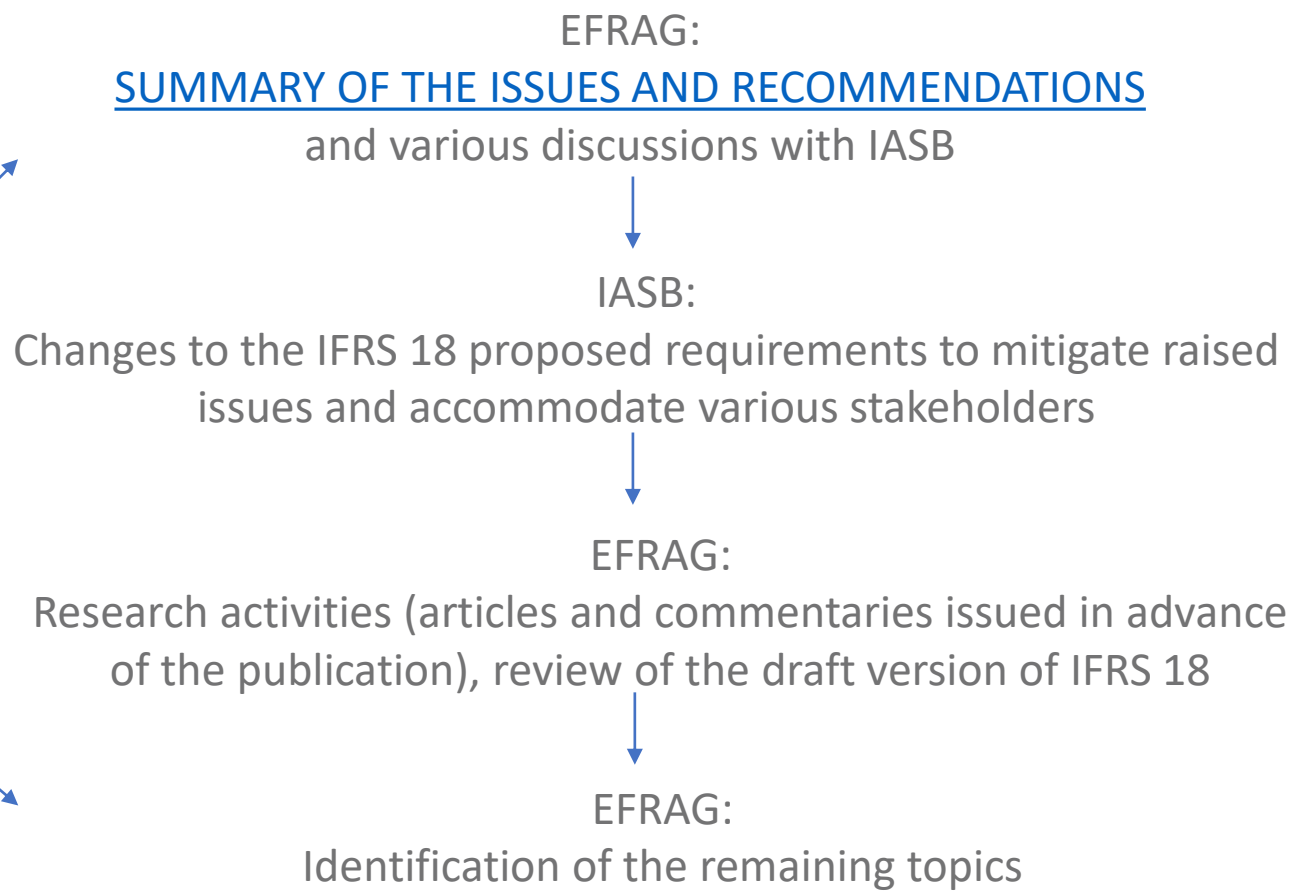 EFRAG:
SUMMARY OF THE ISSUES AND RECOMMENDATIONS
and various discussions with IASB
IASB:
Changes to the IFRS 18 proposed requirements to mitigate raised
issues and accommodate various stakeholders
EFRAG:
Research activities (articles and commentaries issued in advance
of the publication), review of the draft version of IFRS 18
EFRAG:
Identification of the remaining topics